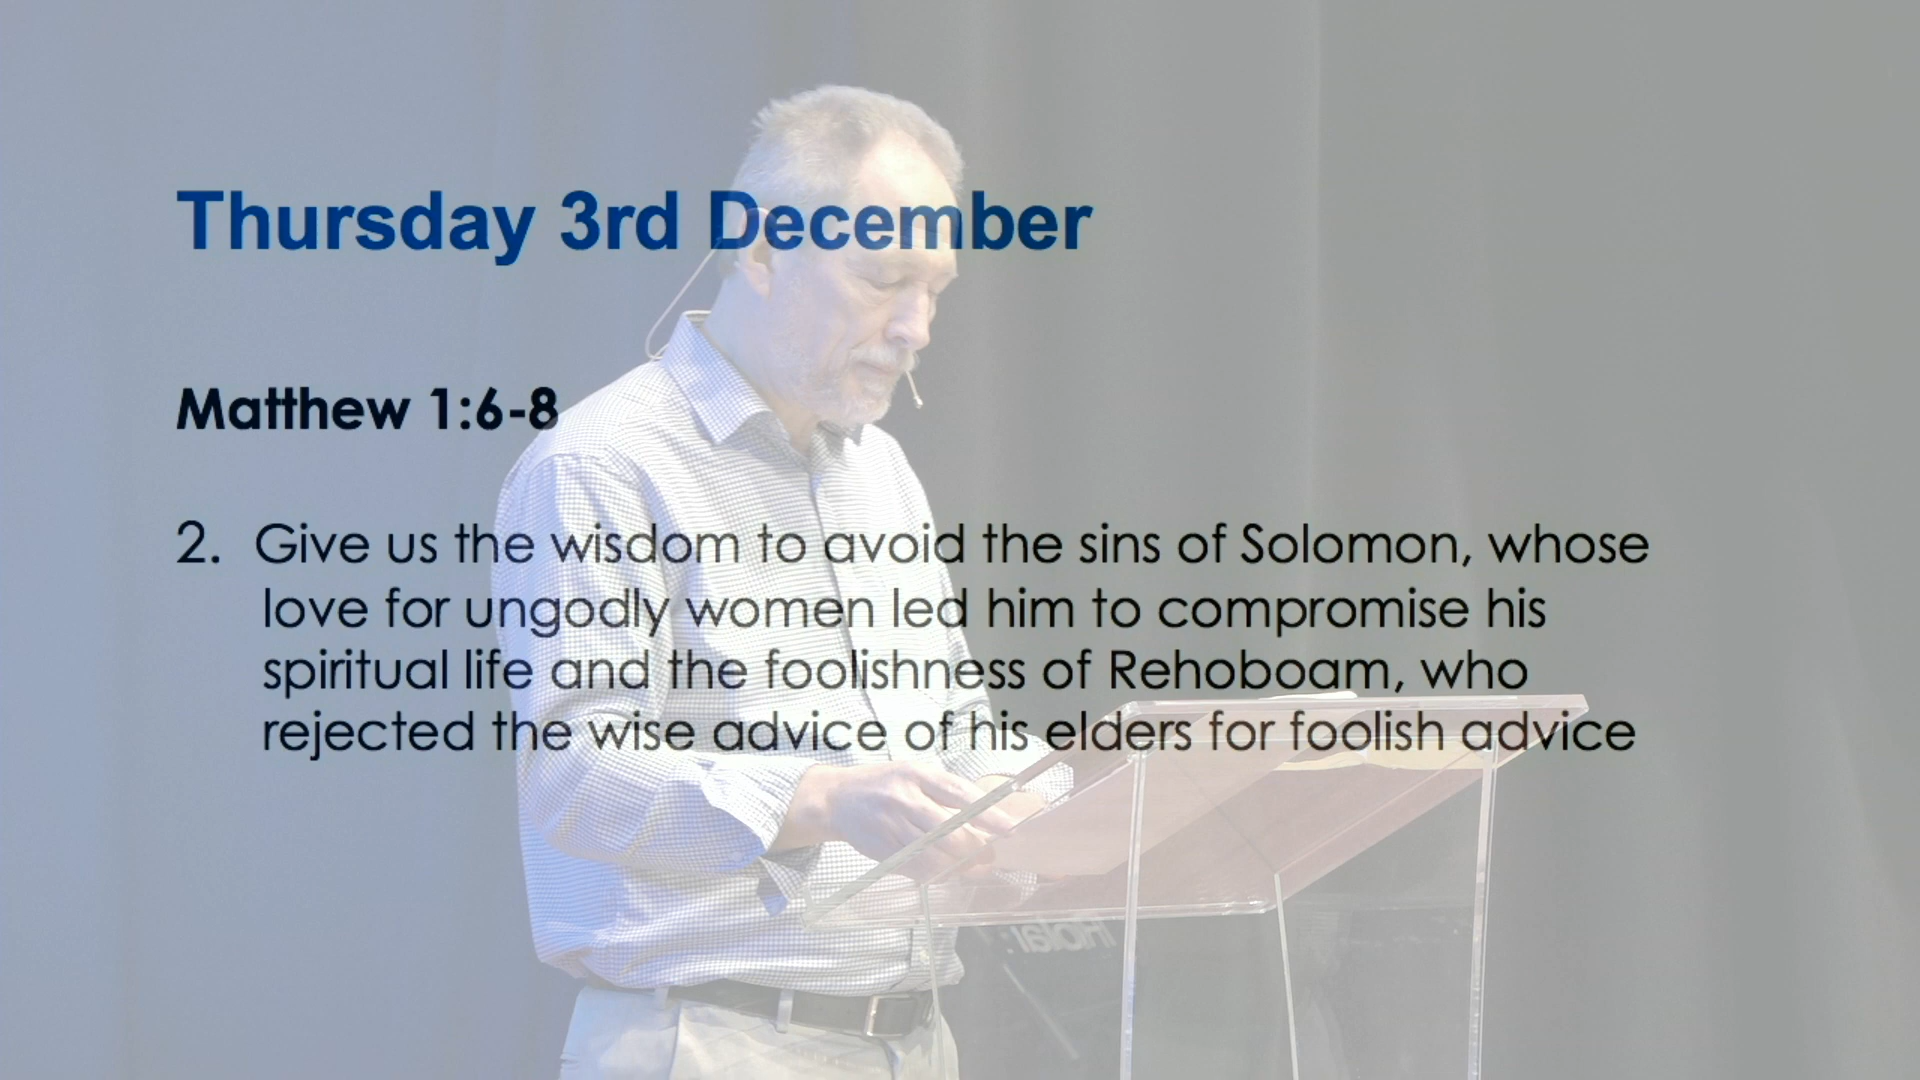 Thursday 3rd December
Matthew 1:6-8
2. Give us the wisdom to avoid the sins of Solomon, whose
love for ungodly women led him to compromise his
spiritual life and the foolishness of Rehoboam, who
rejected the wise advice of his elders for foolish advice